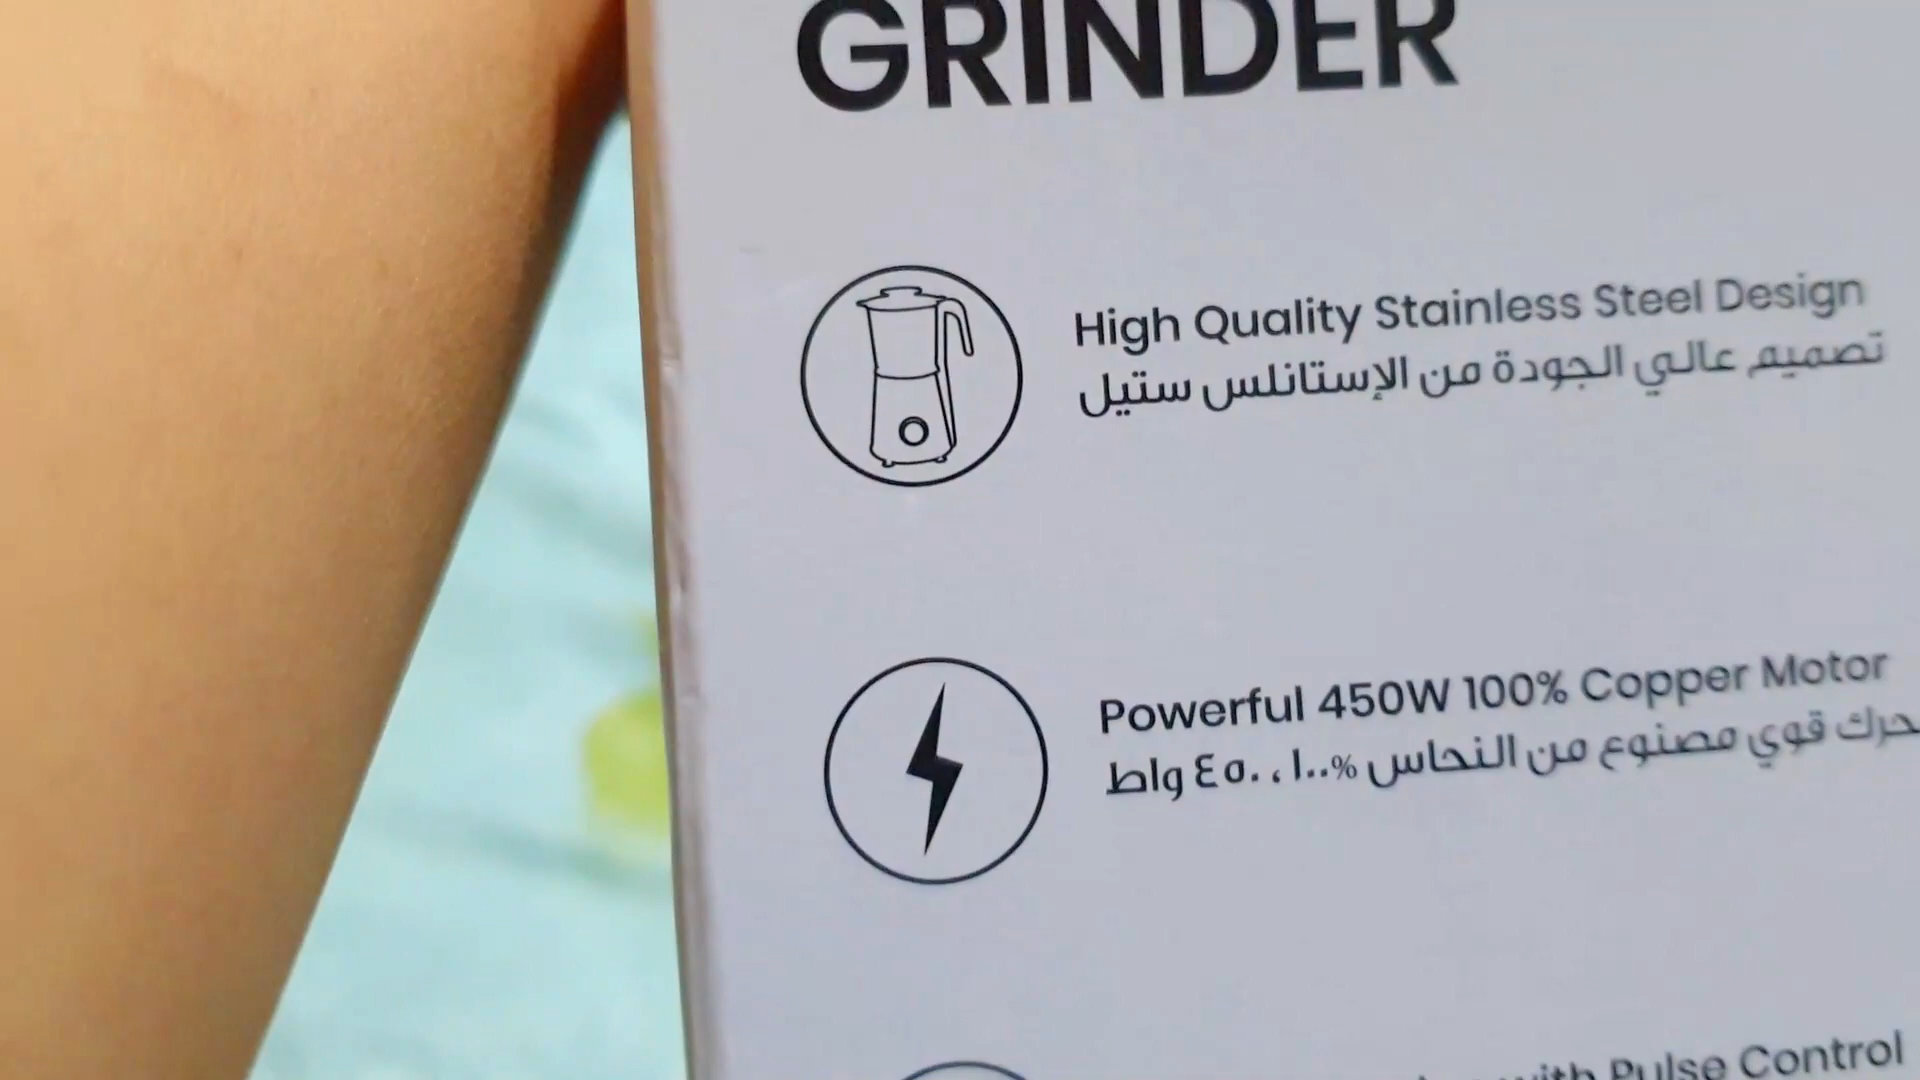 GRINDER
High Quality Stainless Steel Design
تصميم عالي الجودة من الإستانلس ستيل
Powerful 450W 100% Copper Motor
قوي مصنوع من النحاس ١٠٠%، ٤٥٠ واط
with Pulse Control